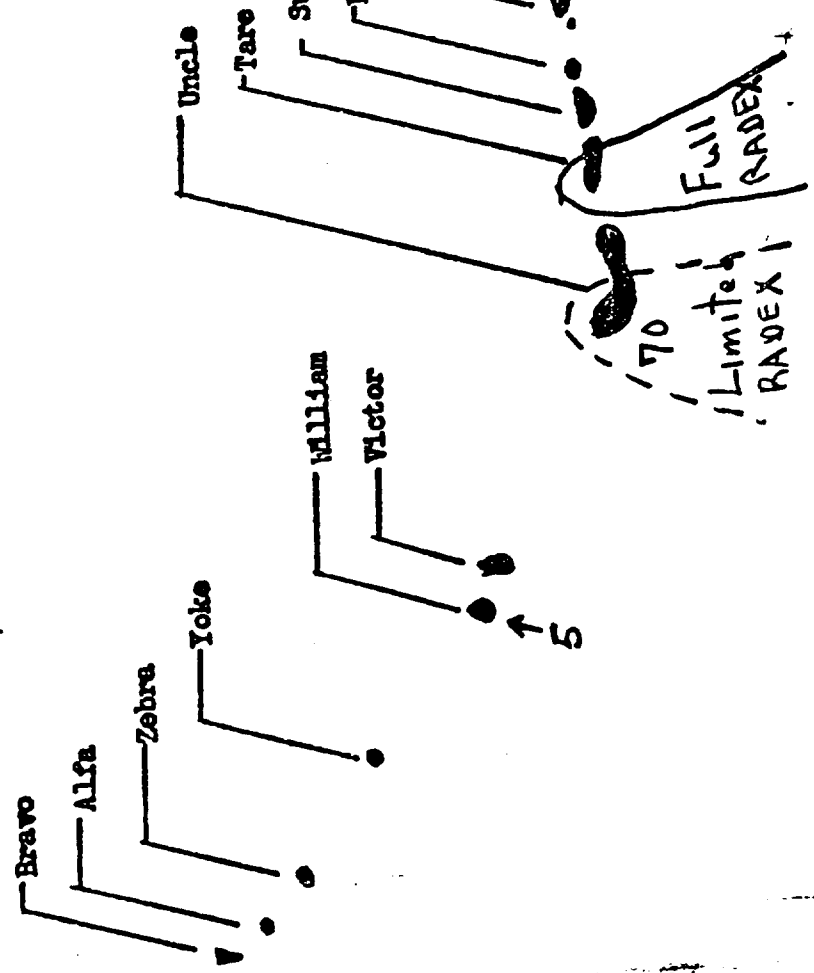 Bravo
Alfa
Zebra
Yoke
William
Victor
Uncle
Tare
5
70
Limited
RADEX
Full
RADEX